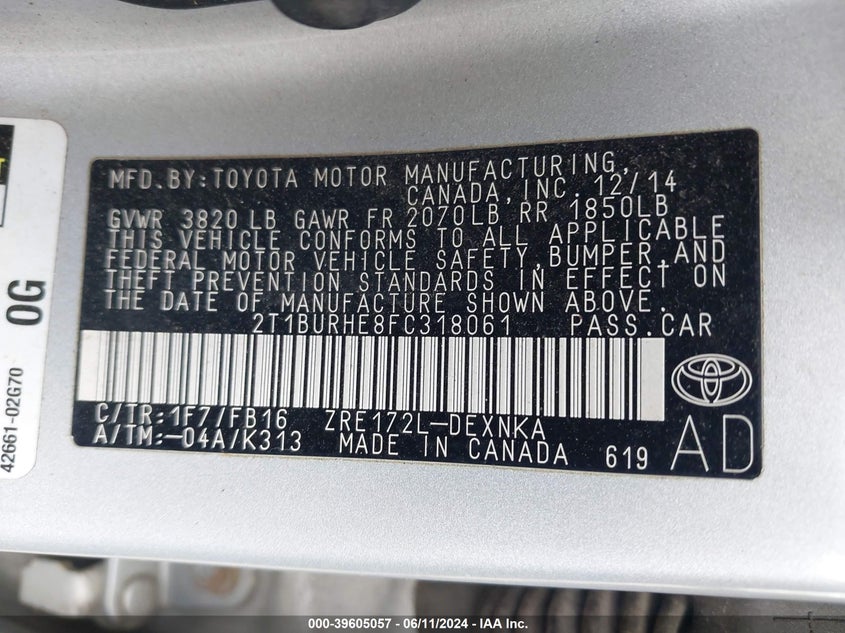 MFD.BY:TOYOTA MOTOR MANUFACTURING,
CANADA,INC. 12/14
GVWR 3820 LB GAWR FR 2070LB RR 1850LB
THIS VEHICLE CONFORMS TO ALL APPLICABLE
FEDERAL MOTOR VEHICLE SAFETY,BUMPER,AND
THEFT PREVENTION STANDARDS IN EFFECT ON
THE DATE OF MANUFACTURE SHOWN ABOVE.
2T1BURHE8FC318061 PASS.CAR
C/TR:1F7/FB16 ZRE172L-DEXNKA
A/TM:-04A/K313 MADE IN CANADA 619
AD
0G
42661-02G70
000-39605057 - 06/11/2024 - IAA Inc.